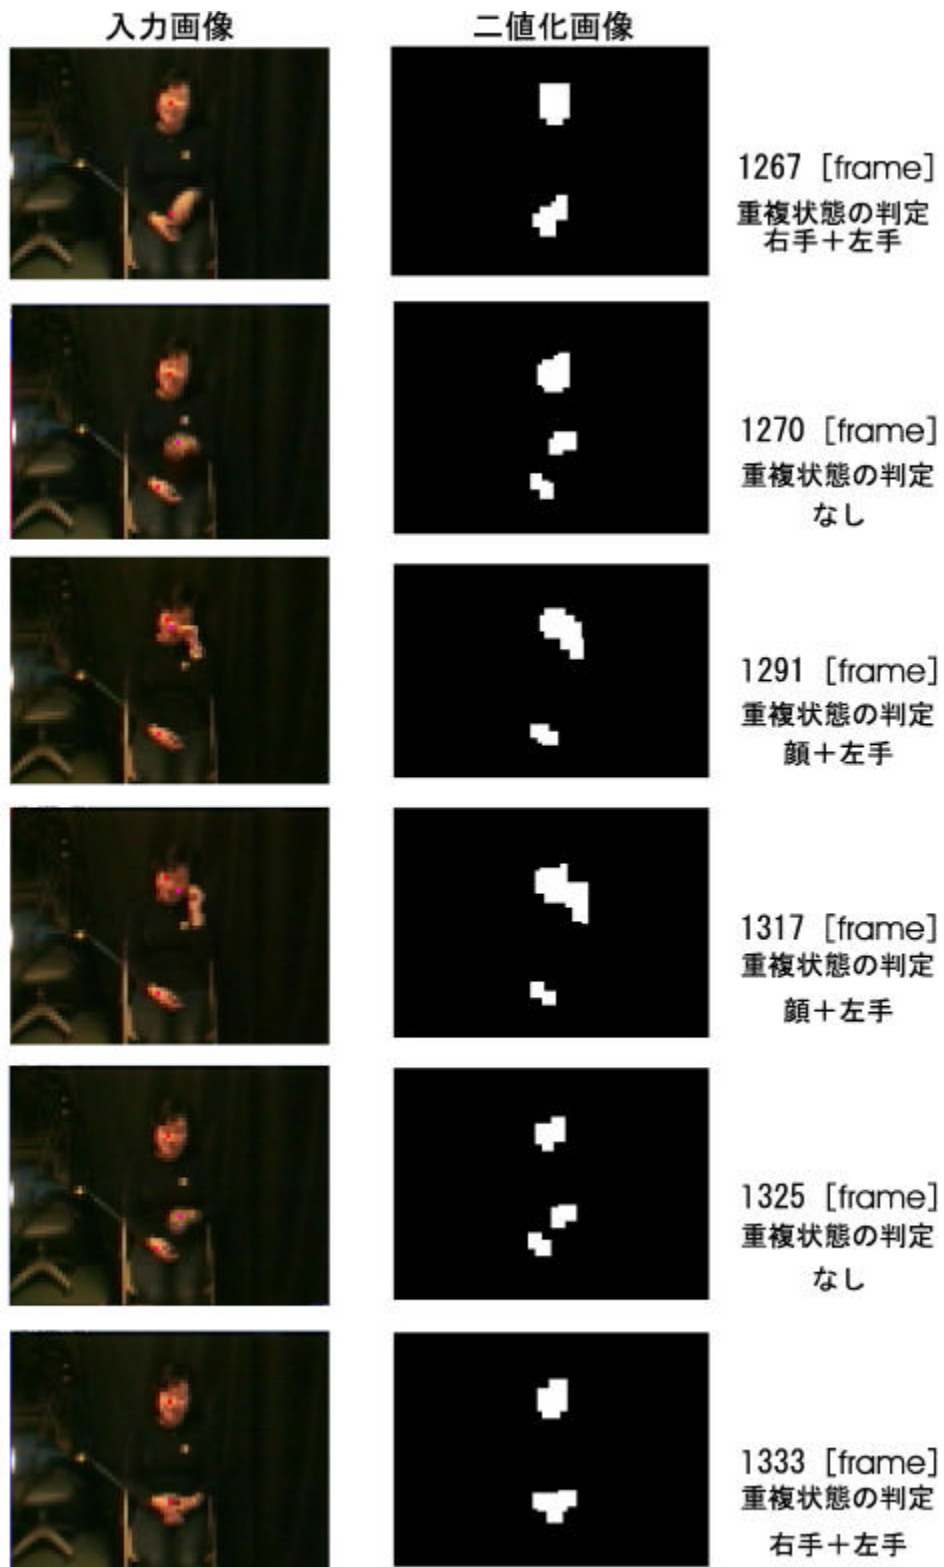 入力画像
二値化画像
1267 [frame]
重複状態の判定
右手＋左手
1270 [frame]
重複状態の判定
なし
1291 [frame]
重複状態の判定
顔＋左手
1317 [frame]
重複状態の判定
顔＋左手
1325 [frame]
重複状態の判定
なし
1333 [frame]
重複状態の判定
右手＋左手